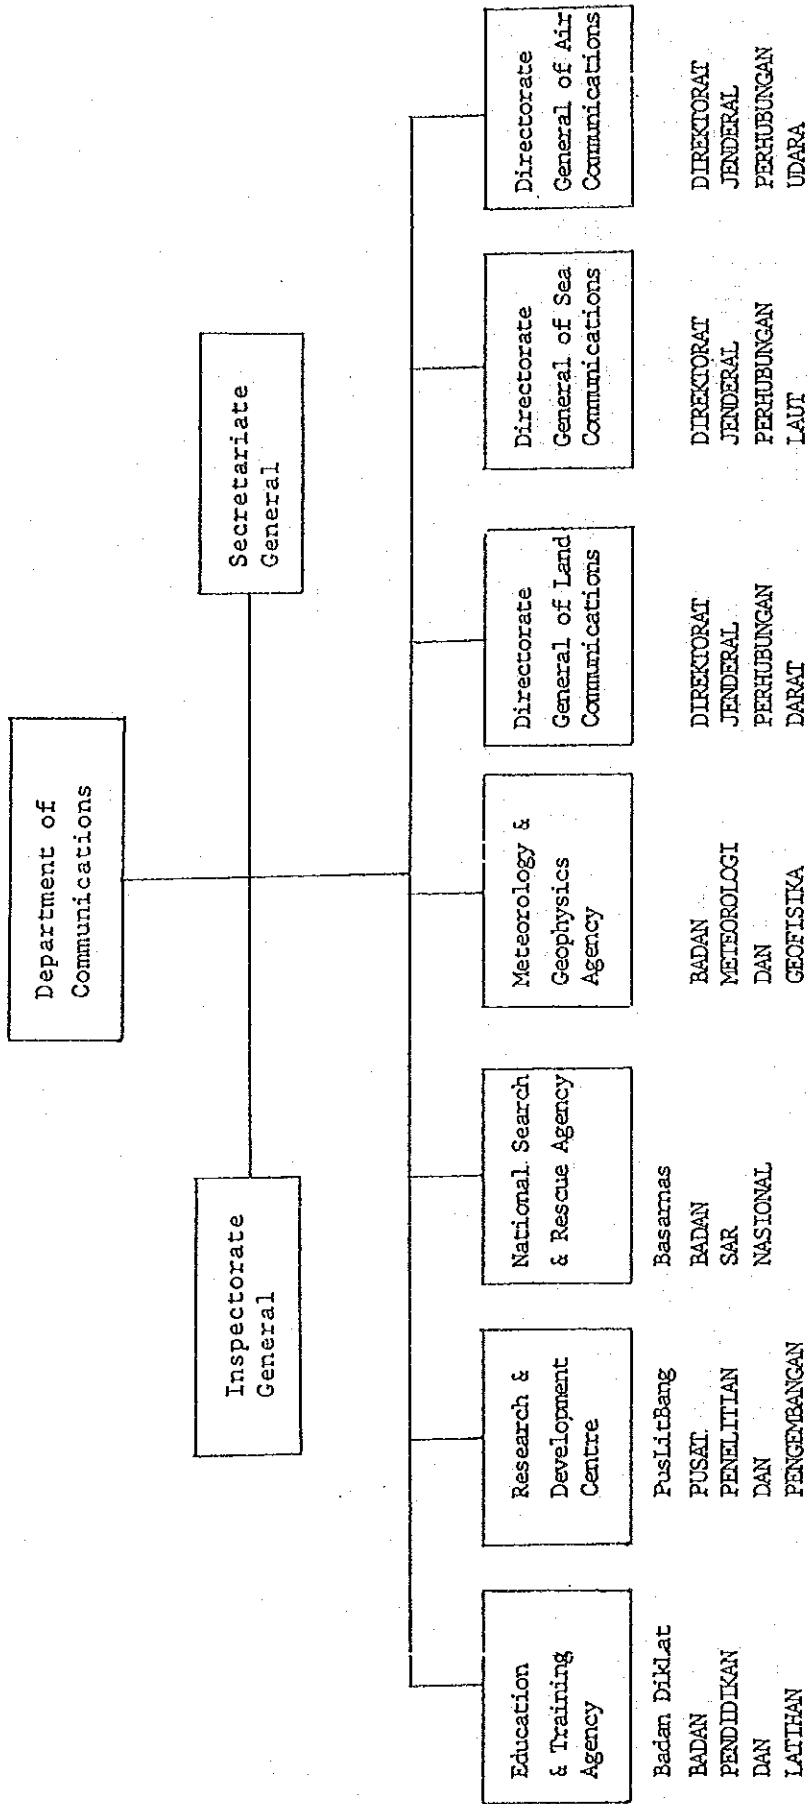 Department of
Communications
Inspectorate
General
Secretariate
General
Education
& Training
Agency
Research &
Development
Centre
National Search
& Rescue Agency
Meteorology &
Geophysics
Agency
Directorate
General of Land
Communications
Directorate
General of Sea
Communications
Directorate
General of Air
Communications
Badan DikLat
BADAN
PENDIDIKAN
DAN
LATIHAN
PusLitBang
PUSAT
PENELITIAN
DAN
PENGEMBANGAN
Basarnas
BADAN
SAR
NASIONAL
BADAN
METEOROLOGI
DAN
GEOFISIKA
DIREKTORAT
JENDERAL
PERHUBUNGAN
DARAT
DIREKTORAT
JENDERAL
PERHUBUNGAN
LAUT
DIREKTORAT
JENDERAL
PERHUBUNGAN
UDARA